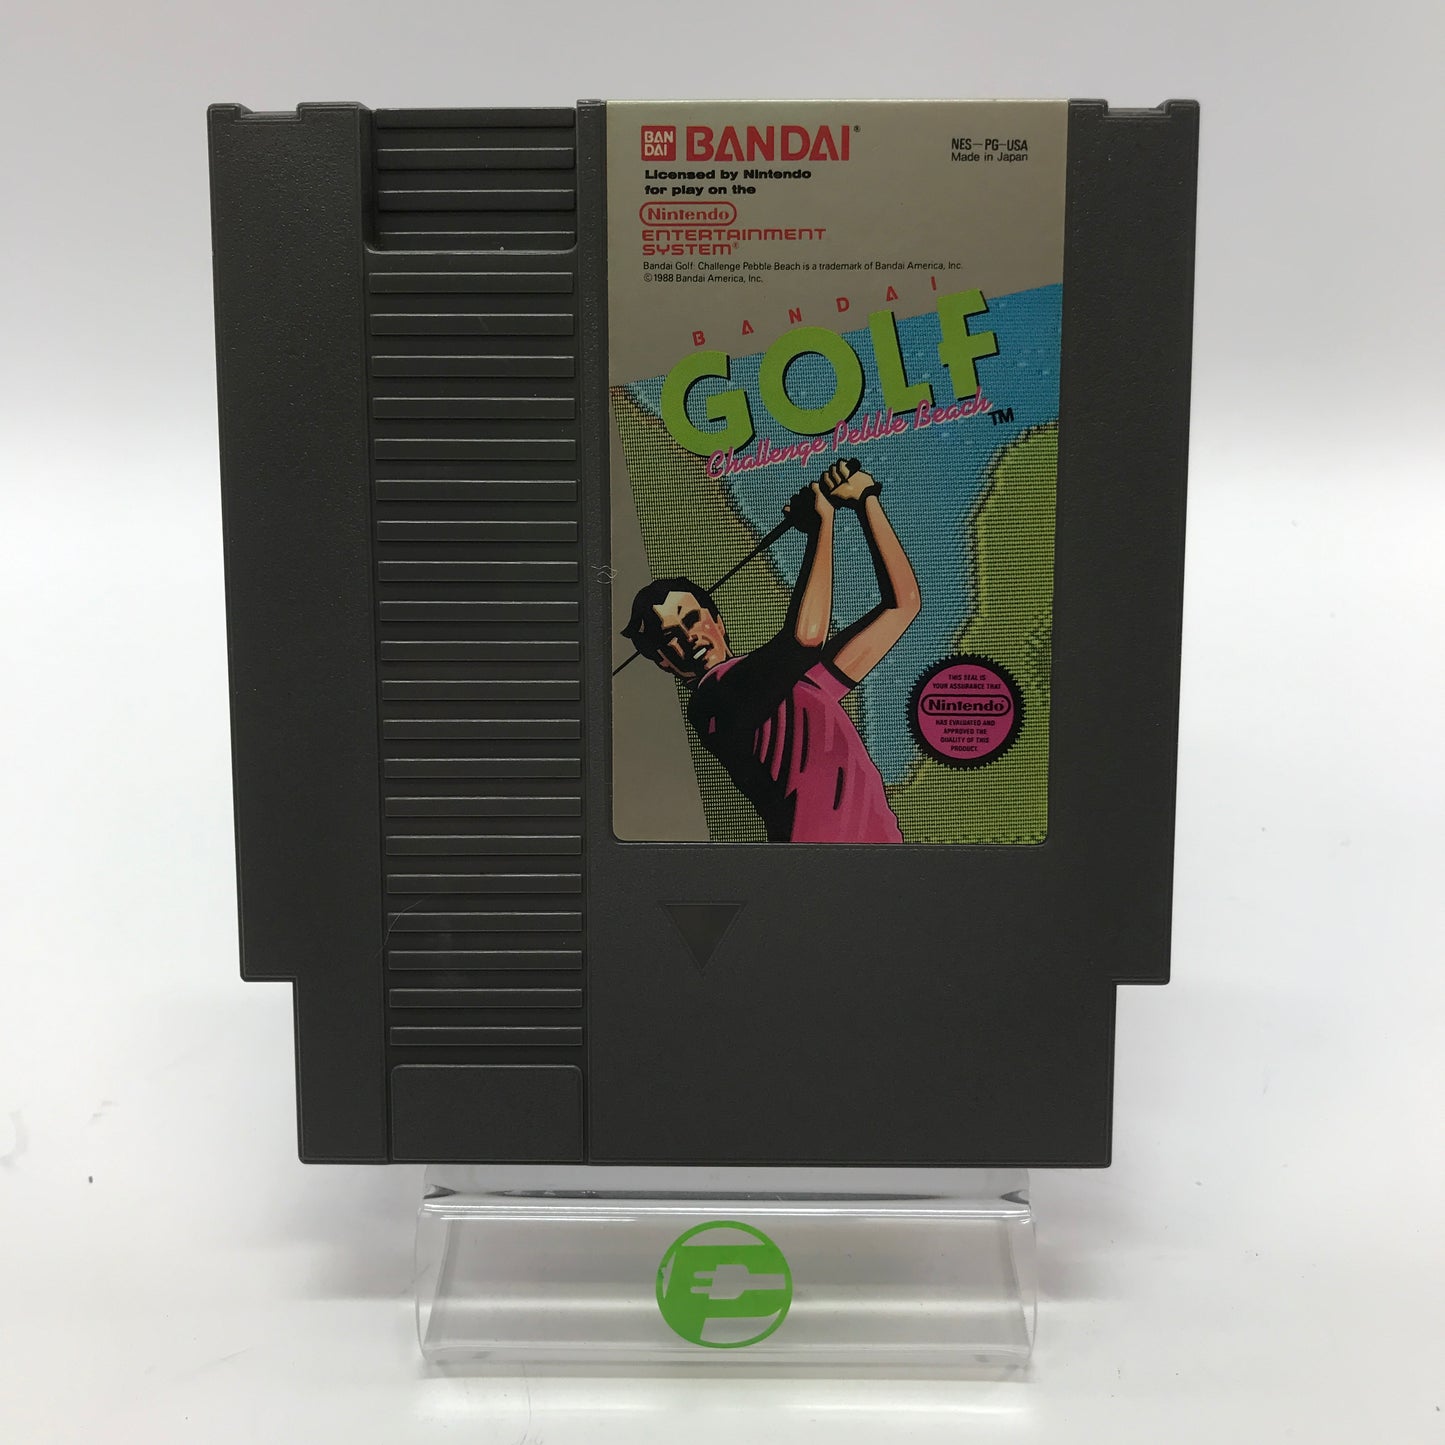 BAN
DAI
BANDAI®
NES-PG-USA
Made in Japan
Licensed by Nintendo
for play on the
Nintendo
ENTERTAINMENT
SYSTEM®
Bandai Golf: Challenge Pebble Beach is a trademark of Bandai America, Inc.
©1988 Bandai America, Inc.
BANDAI
GOLF
Challenge Pebble Beach™
THIS SEAL IS
YOUR ASSURANCE THAT
Nintendo
HAS EVALUATED AND
APPROVED THE
QUALITY OF THIS
PRODUCT.